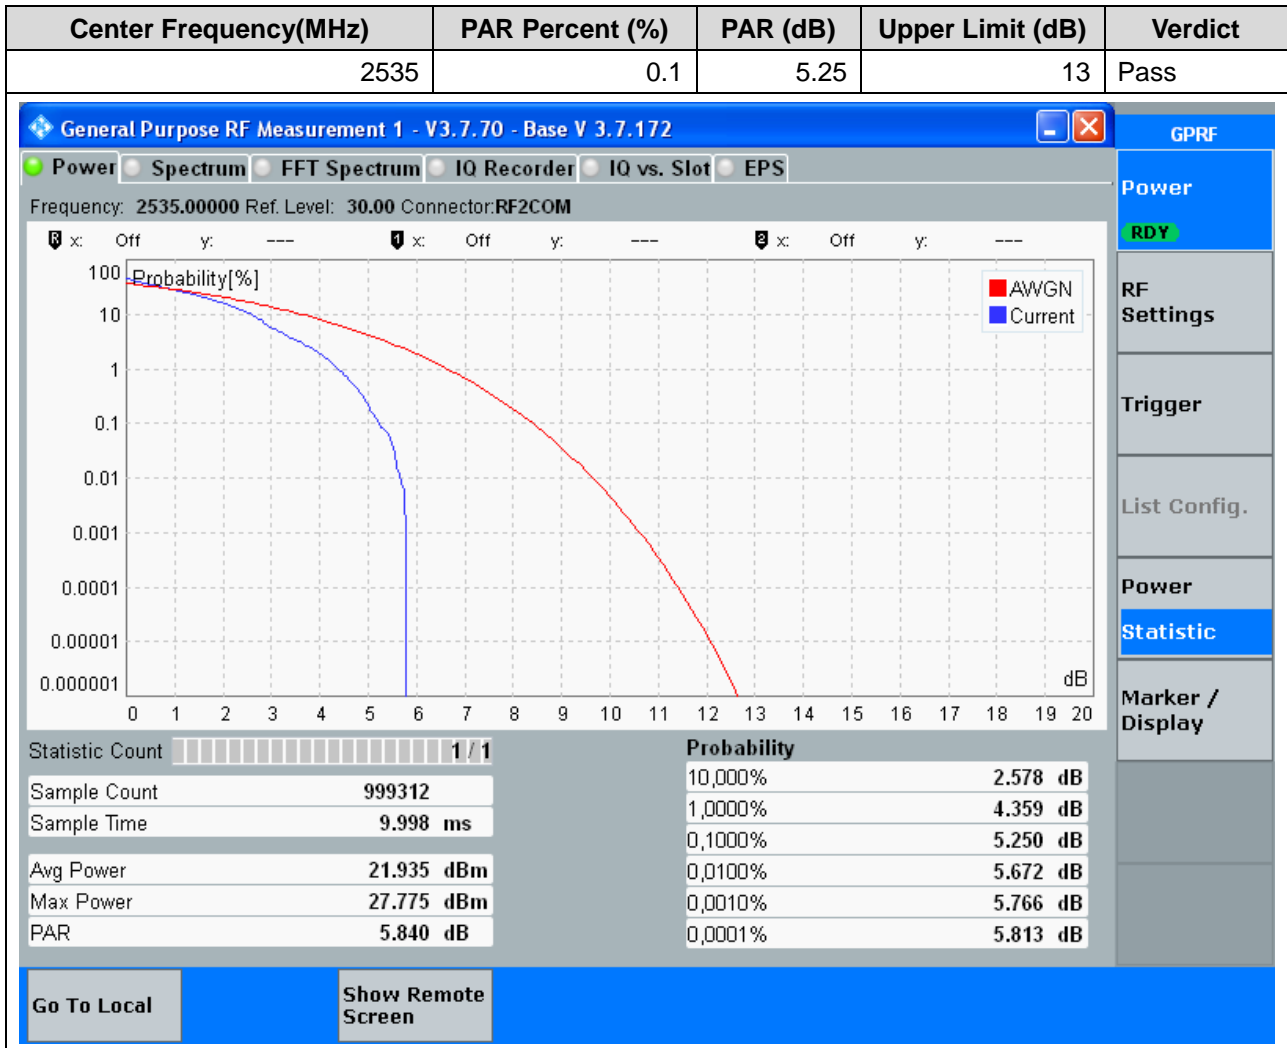 Center Frequency(MHz) PAR Percent (%) PAR (dB) Upper Limit (dB) Verdict
2535 0.1 5.25 13 Pass
General Purpose RF Measurement 1 - V3.7.70 - Base V 3.7.172
GPRF
Power Spectrum FFT Spectrum IQ Recorder IQ vs. Slot EPS
Power
RDY
Frequency: 2535.00000 Ref. Level: 30.00 Connector:RF2COM
R x: Off y: --- 1 x: Off y: --- 2 x: Off y: ---
Probability[%]
100
10
1
0.1
0.01
0.001
0.0001
0.00001
0.000001
AWGN
Current
dB
0 1 2 3 4 5 6 7 8 9 10 11 12 13 14 15 16 17 18 19 20
RF
Settings
Trigger
List Config.
Power
Statistic
Marker /
Display
Statistic Count 1 / 1
Sample Count 999312
Sample Time 9.998 ms
Avg Power 21.935 dBm
Max Power 27.775 dBm
PAR 5.840 dB
Probability
10,000% 2.578 dB
1,0000% 4.359 dB
0,1000% 5.250 dB
0,0100% 5.672 dB
0,0010% 5.766 dB
0,0001% 5.813 dB
Go To Local
Show Remote
Screen